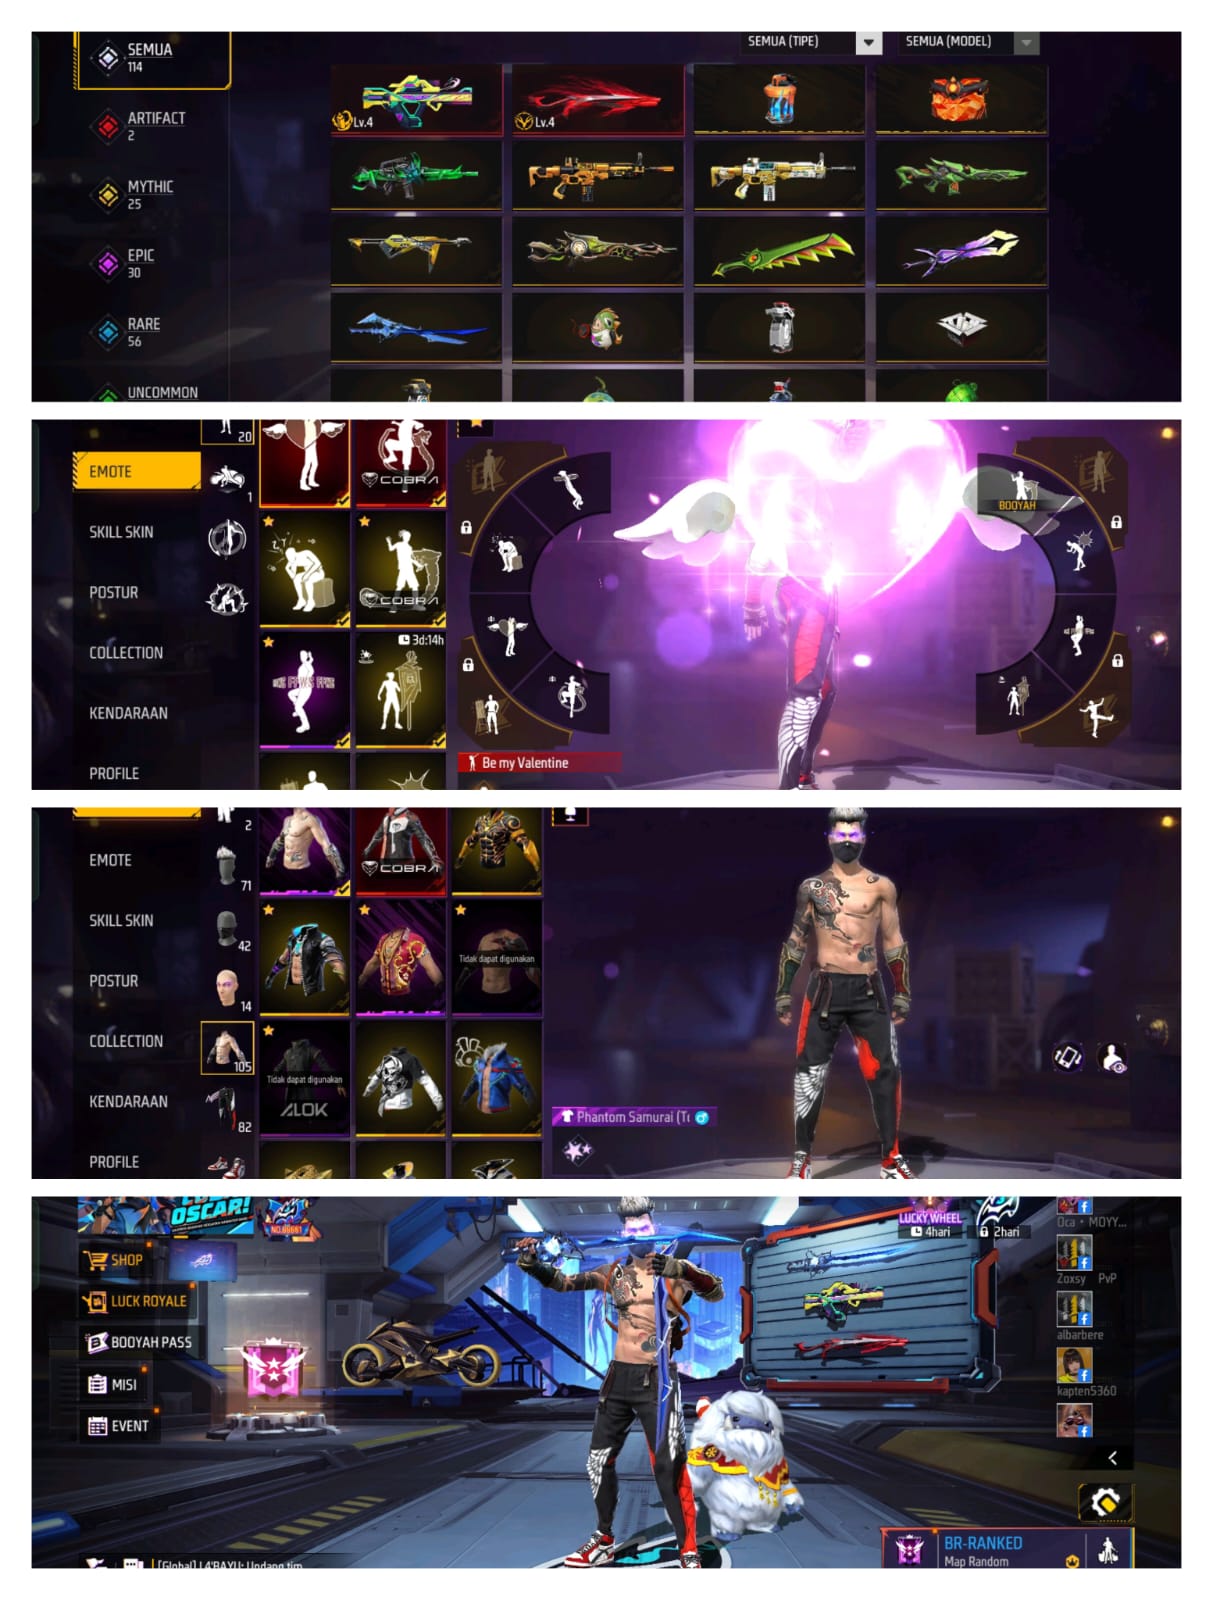 SEMUA
114
ARTIFACT
2
MYTHIC
25
EPIC
30
RARE
56
UNCOMMON
SEMUA (TIPE)
SEMUA (MODEL)
Lv.4
Lv.4
20
EMOTE
1
SKILL SKIN
POSTUR
COLLECTION
KENDARAAN
PROFILE
COBRA
COBRA
3d:14h
BOOYAH
Be my Valentine
2
EMOTE
71
SKILL SKIN
42
POSTUR
14
COLLECTION
105
KENDARAAN
82
PROFILE
COBRA
Tidak dapat digunakan
Tidak dapat digunakan
ALOK
Phantom Samurai (T
OSCAR!
SHOP
LUCK ROYALE
BOOYAH PASS
MISI
EVENT
[Global] L4'BAYU: Undang tim
LUCKY WHEEL
4hari
2hari
Oca • MOYY...
Zoxsy PvP
albarbere
kapten5360
BR-RANKED
Map Random